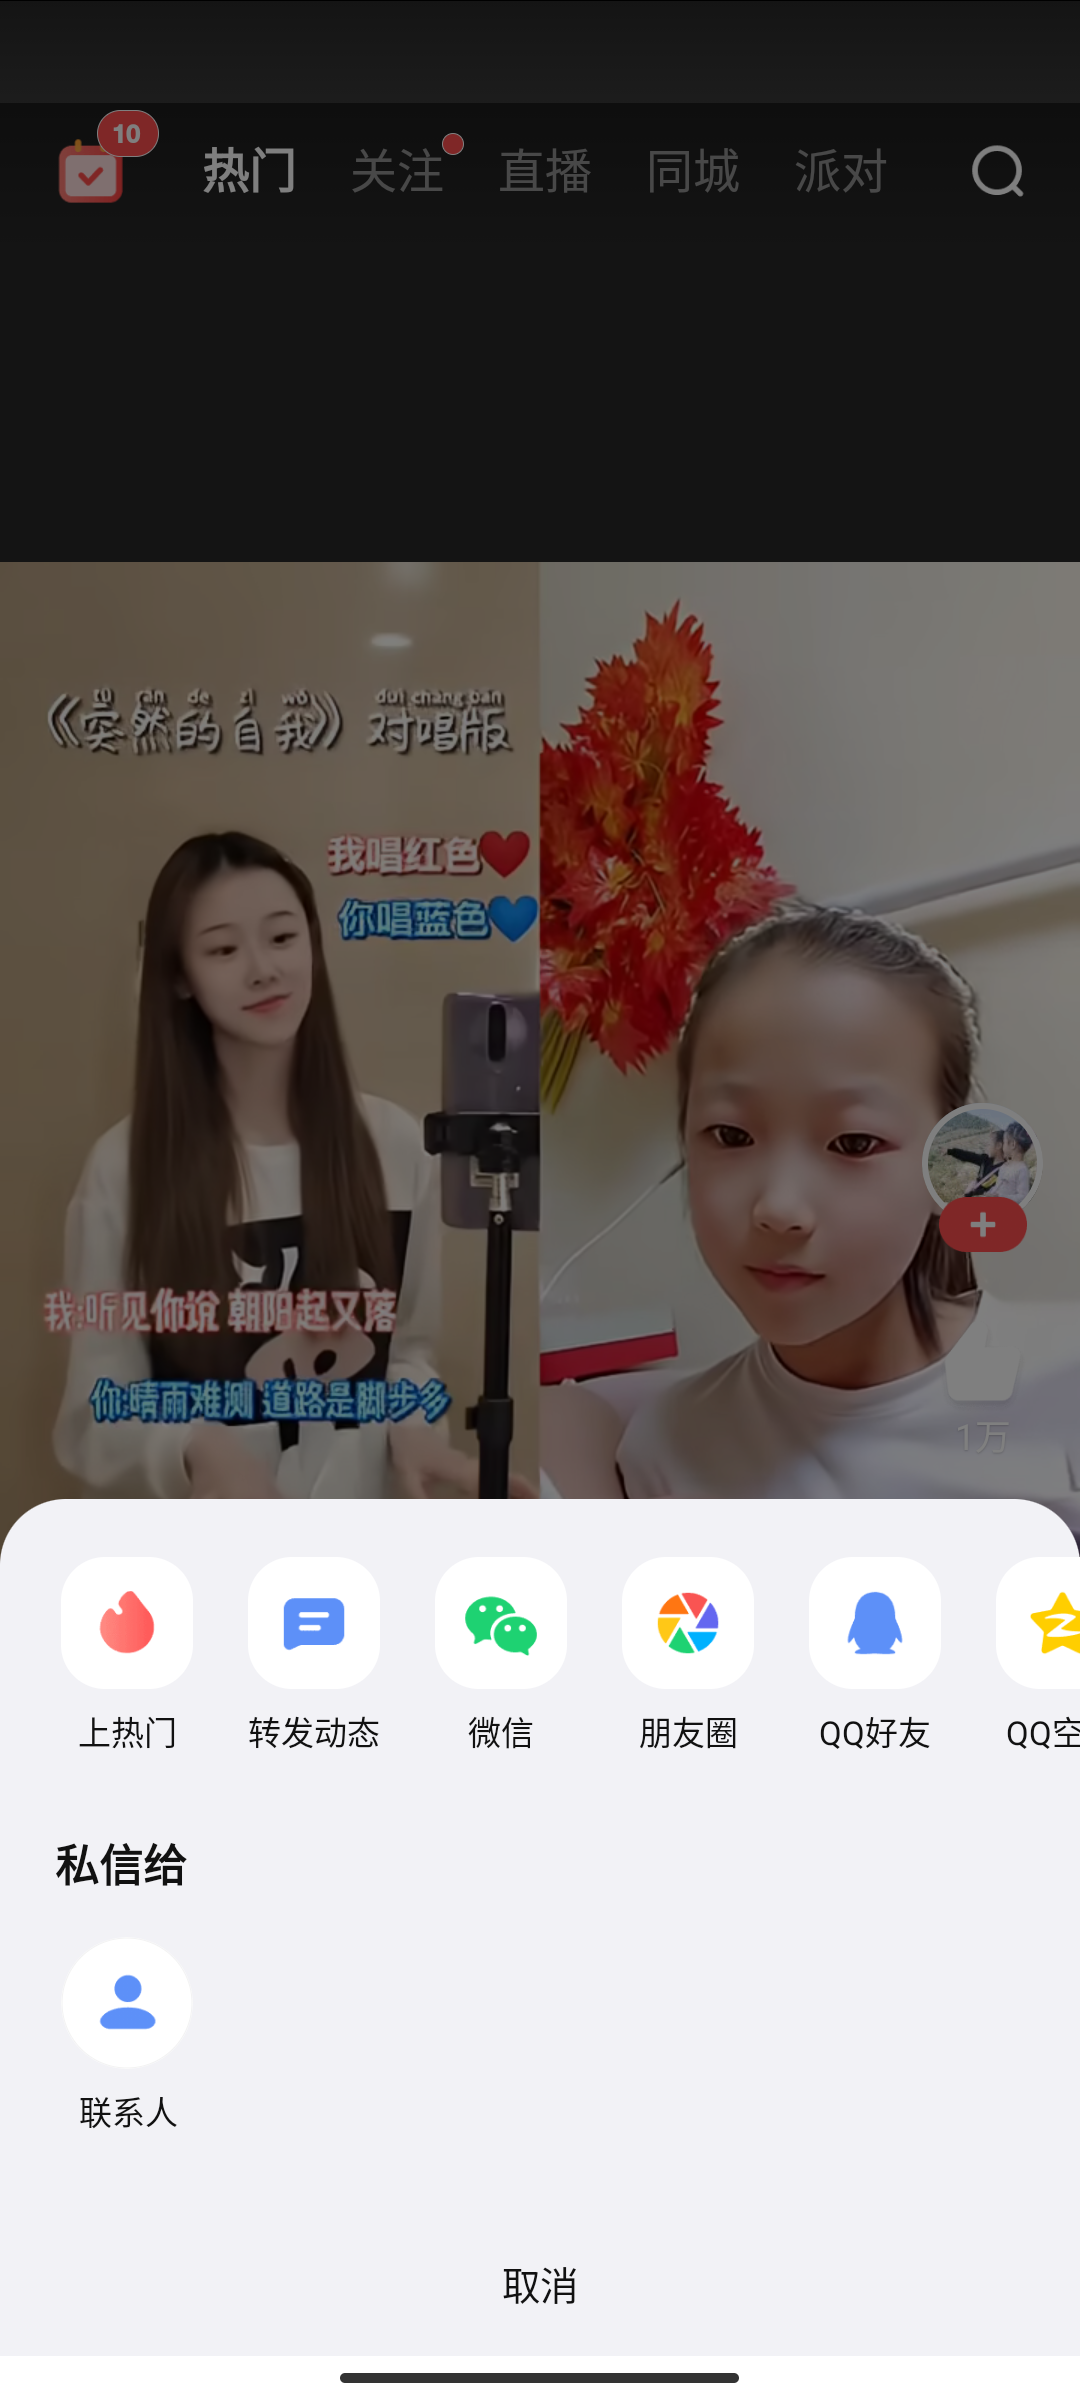 10
热门
关注
直播
同城
派对
tū rán de zì wǒ duì chàng bǎn
《突然的自我》对唱版
我唱红色
你唱蓝色
我:听见你说 朝阳起又落
你:晴雨难测 道路是脚步多
1万
上热门
转发动态
微信
朋友圈
QQ好友
QQ空
私信给
联系人
取消